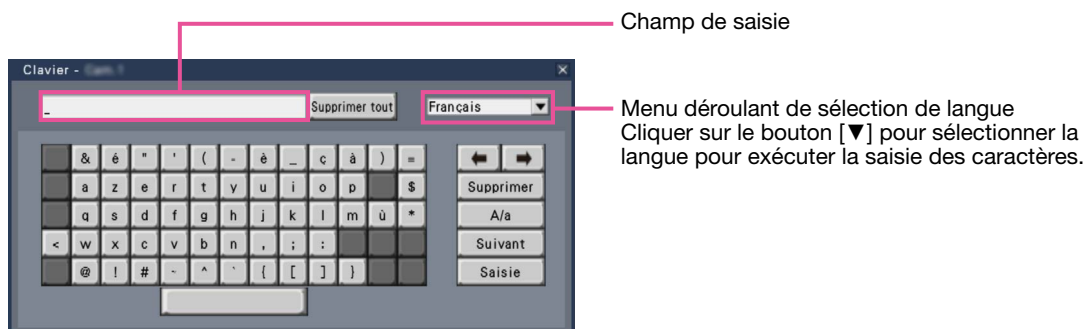 Champ de saisie
Clavier -
_ Supprimer tout Français ▼
Menu déroulant de sélection de langue
Cliquer sur le bouton [▼] pour sélectionner la
langue pour exécuter la saisie des caractères.
& é " ' ( - è _ ç à ) = ← →
a z e r t y u i o p $ Supprimer
q s d f g h j k l m ù * A/a
< w x c v b n , ; : Suivant
@ ! # ~ ^ ` { [ ] } Saisie